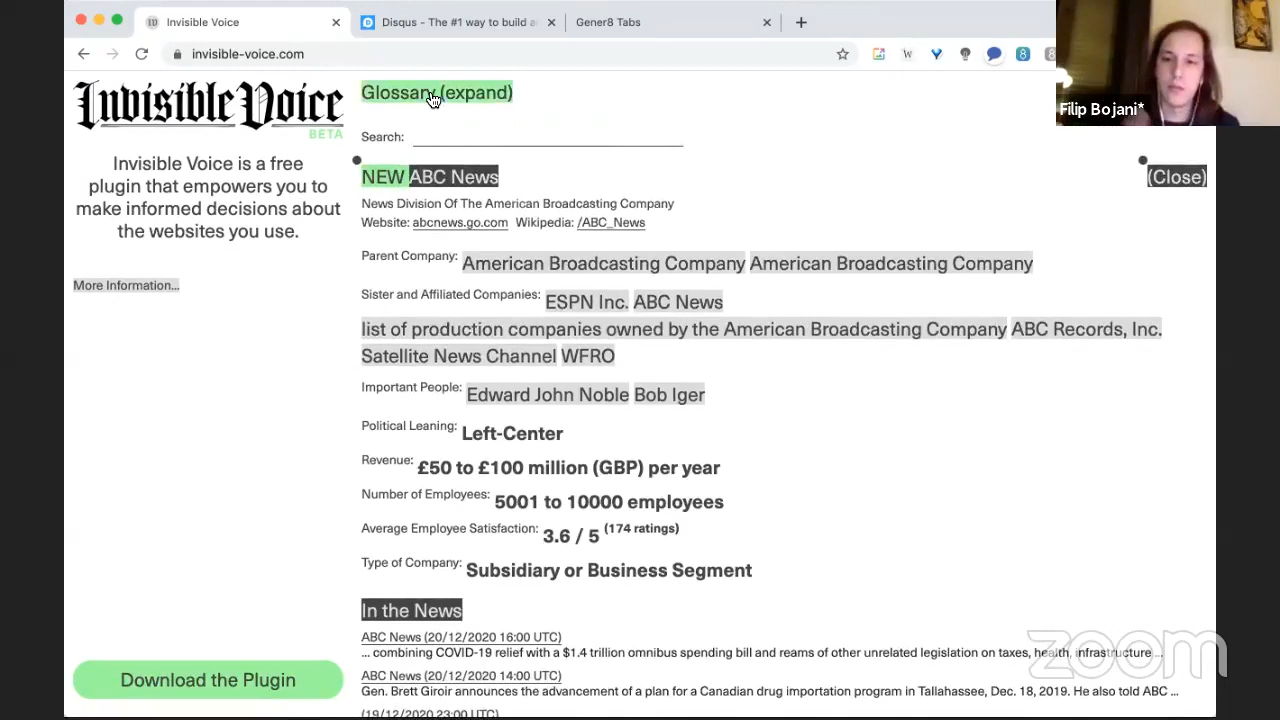 Invisible Voice
Disqus - The #1 way to build a
Gener8 Tabs
invisible-voice.com
Filip Bojani*
Invisible Voice
BETA
Invisible Voice is a free
plugin that empowers you to
make informed decisions about
the websites you use.
More Information...
Download the Plugin
Glossary (expand)
Search:
NEW ABC News
(Close)
News Division Of The American Broadcasting Company
Website: abcnews.go.com Wikipedia: /ABC_News
Parent Company: American Broadcasting Company American Broadcasting Company
Sister and Affiliated Companies: ESPN Inc. ABC News
list of production companies owned by the American Broadcasting Company ABC Records, Inc.
Satellite News Channel WFRO
Important People: Edward John Noble Bob Iger
Political Leaning: Left-Center
Revenue: £50 to £100 million (GBP) per year
Number of Employees: 5001 to 10000 employees
Average Employee Satisfaction: 3.6 / 5 (174 ratings)
Type of Company: Subsidiary or Business Segment
In the News
ABC News (20/12/2020 16:00 UTC)
... combining COVID-19 relief with a $1.4 trillion omnibus spending bill and reams of other unrelated legislation on taxes, health, infrastructure ...
ABC News (20/12/2020 14:00 UTC)
Gen. Brett Giroir announces the advancement of a plan for a Canadian drug importation program in Tallahassee, Dec. 18, 2019. He also told ABC ...
(19/12/2020 23:00 UTC)
zoom